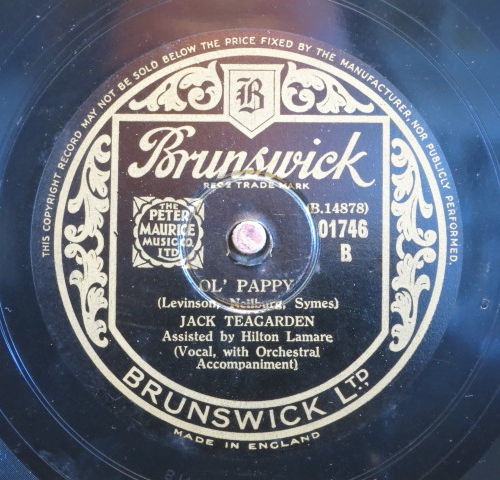 THIS COPYRIGHT RECORD MAY NOT BE SOLD BELOW THE PRICE FIXED BY THE MANUFACTURER, NOR PUBLICLY PERFORMED.
B
Brunswick
REGD TRADE MARK
THE
PETER
MAURICE
MUSIC CO.
LTD
(B.14878)
01746
B
OL' PAPPY
(Levinson, Neilburg, Symes)
JACK TEAGARDEN
Assisted by Hilton Lamare
(Vocal, with Orchestral
Accompaniment)
BRUNSWICK LTD
MADE IN ENGLAND